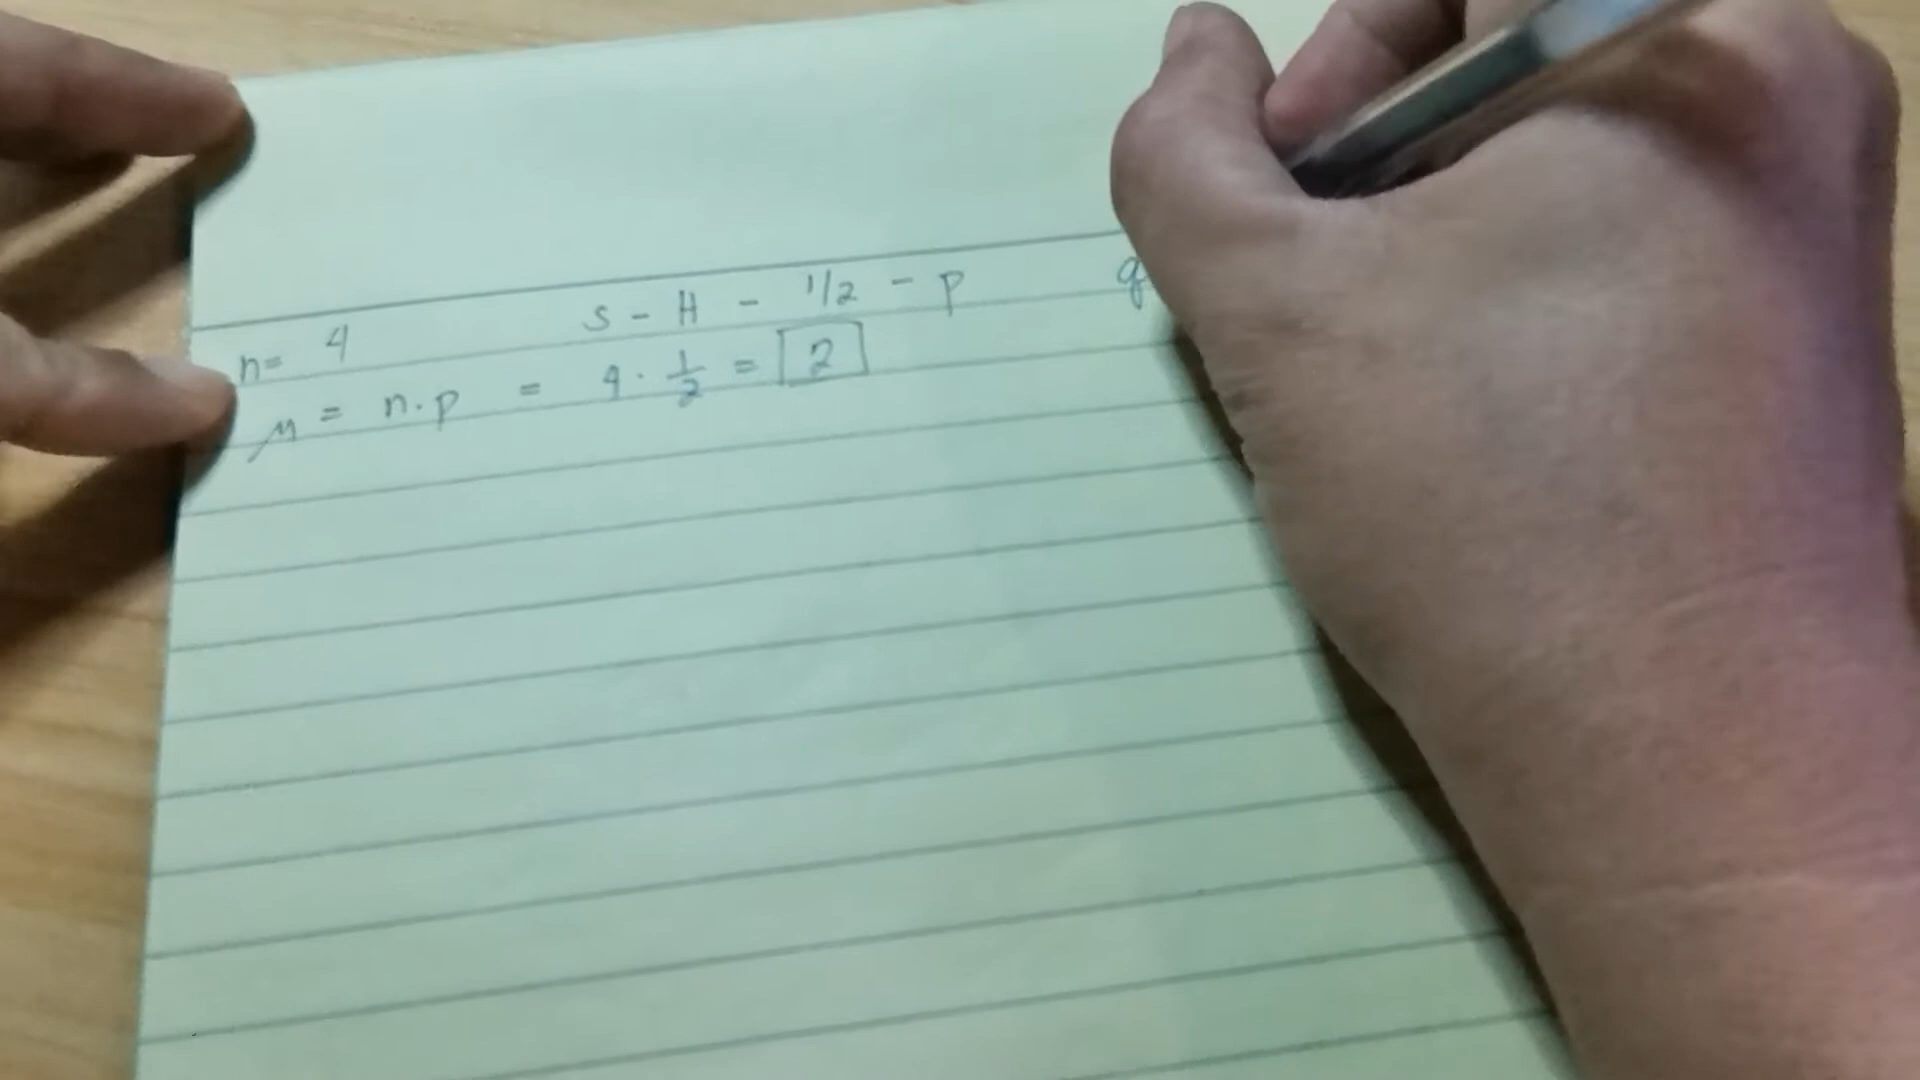 n= 4 S - H - 1/2 - p q
μ = n.p = 4 · 1/2 = 2